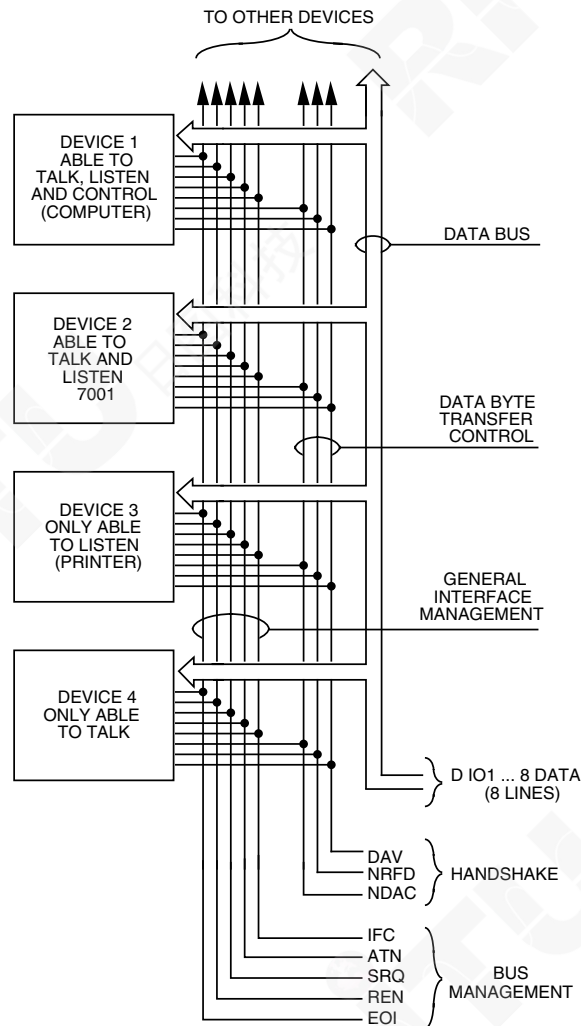 TO OTHER DEVICES
DEVICE 1
ABLE TO
TALK, LISTEN
AND CONTROL
(COMPUTER)
DATA BUS
DEVICE 2
ABLE TO
TALK AND
LISTEN
7001
DATA BYTE
TRANSFER
CONTROL
DEVICE 3
ONLY ABLE
TO LISTEN
(PRINTER)
GENERAL
INTERFACE
MANAGEMENT
DEVICE 4
ONLY ABLE
TO TALK
D IO1 ... 8 DATA
(8 LINES)
DAV
NRFD
NDAC
HANDSHAKE
IFC
ATN
SRQ
REN
EOI
BUS
MANAGEMENT